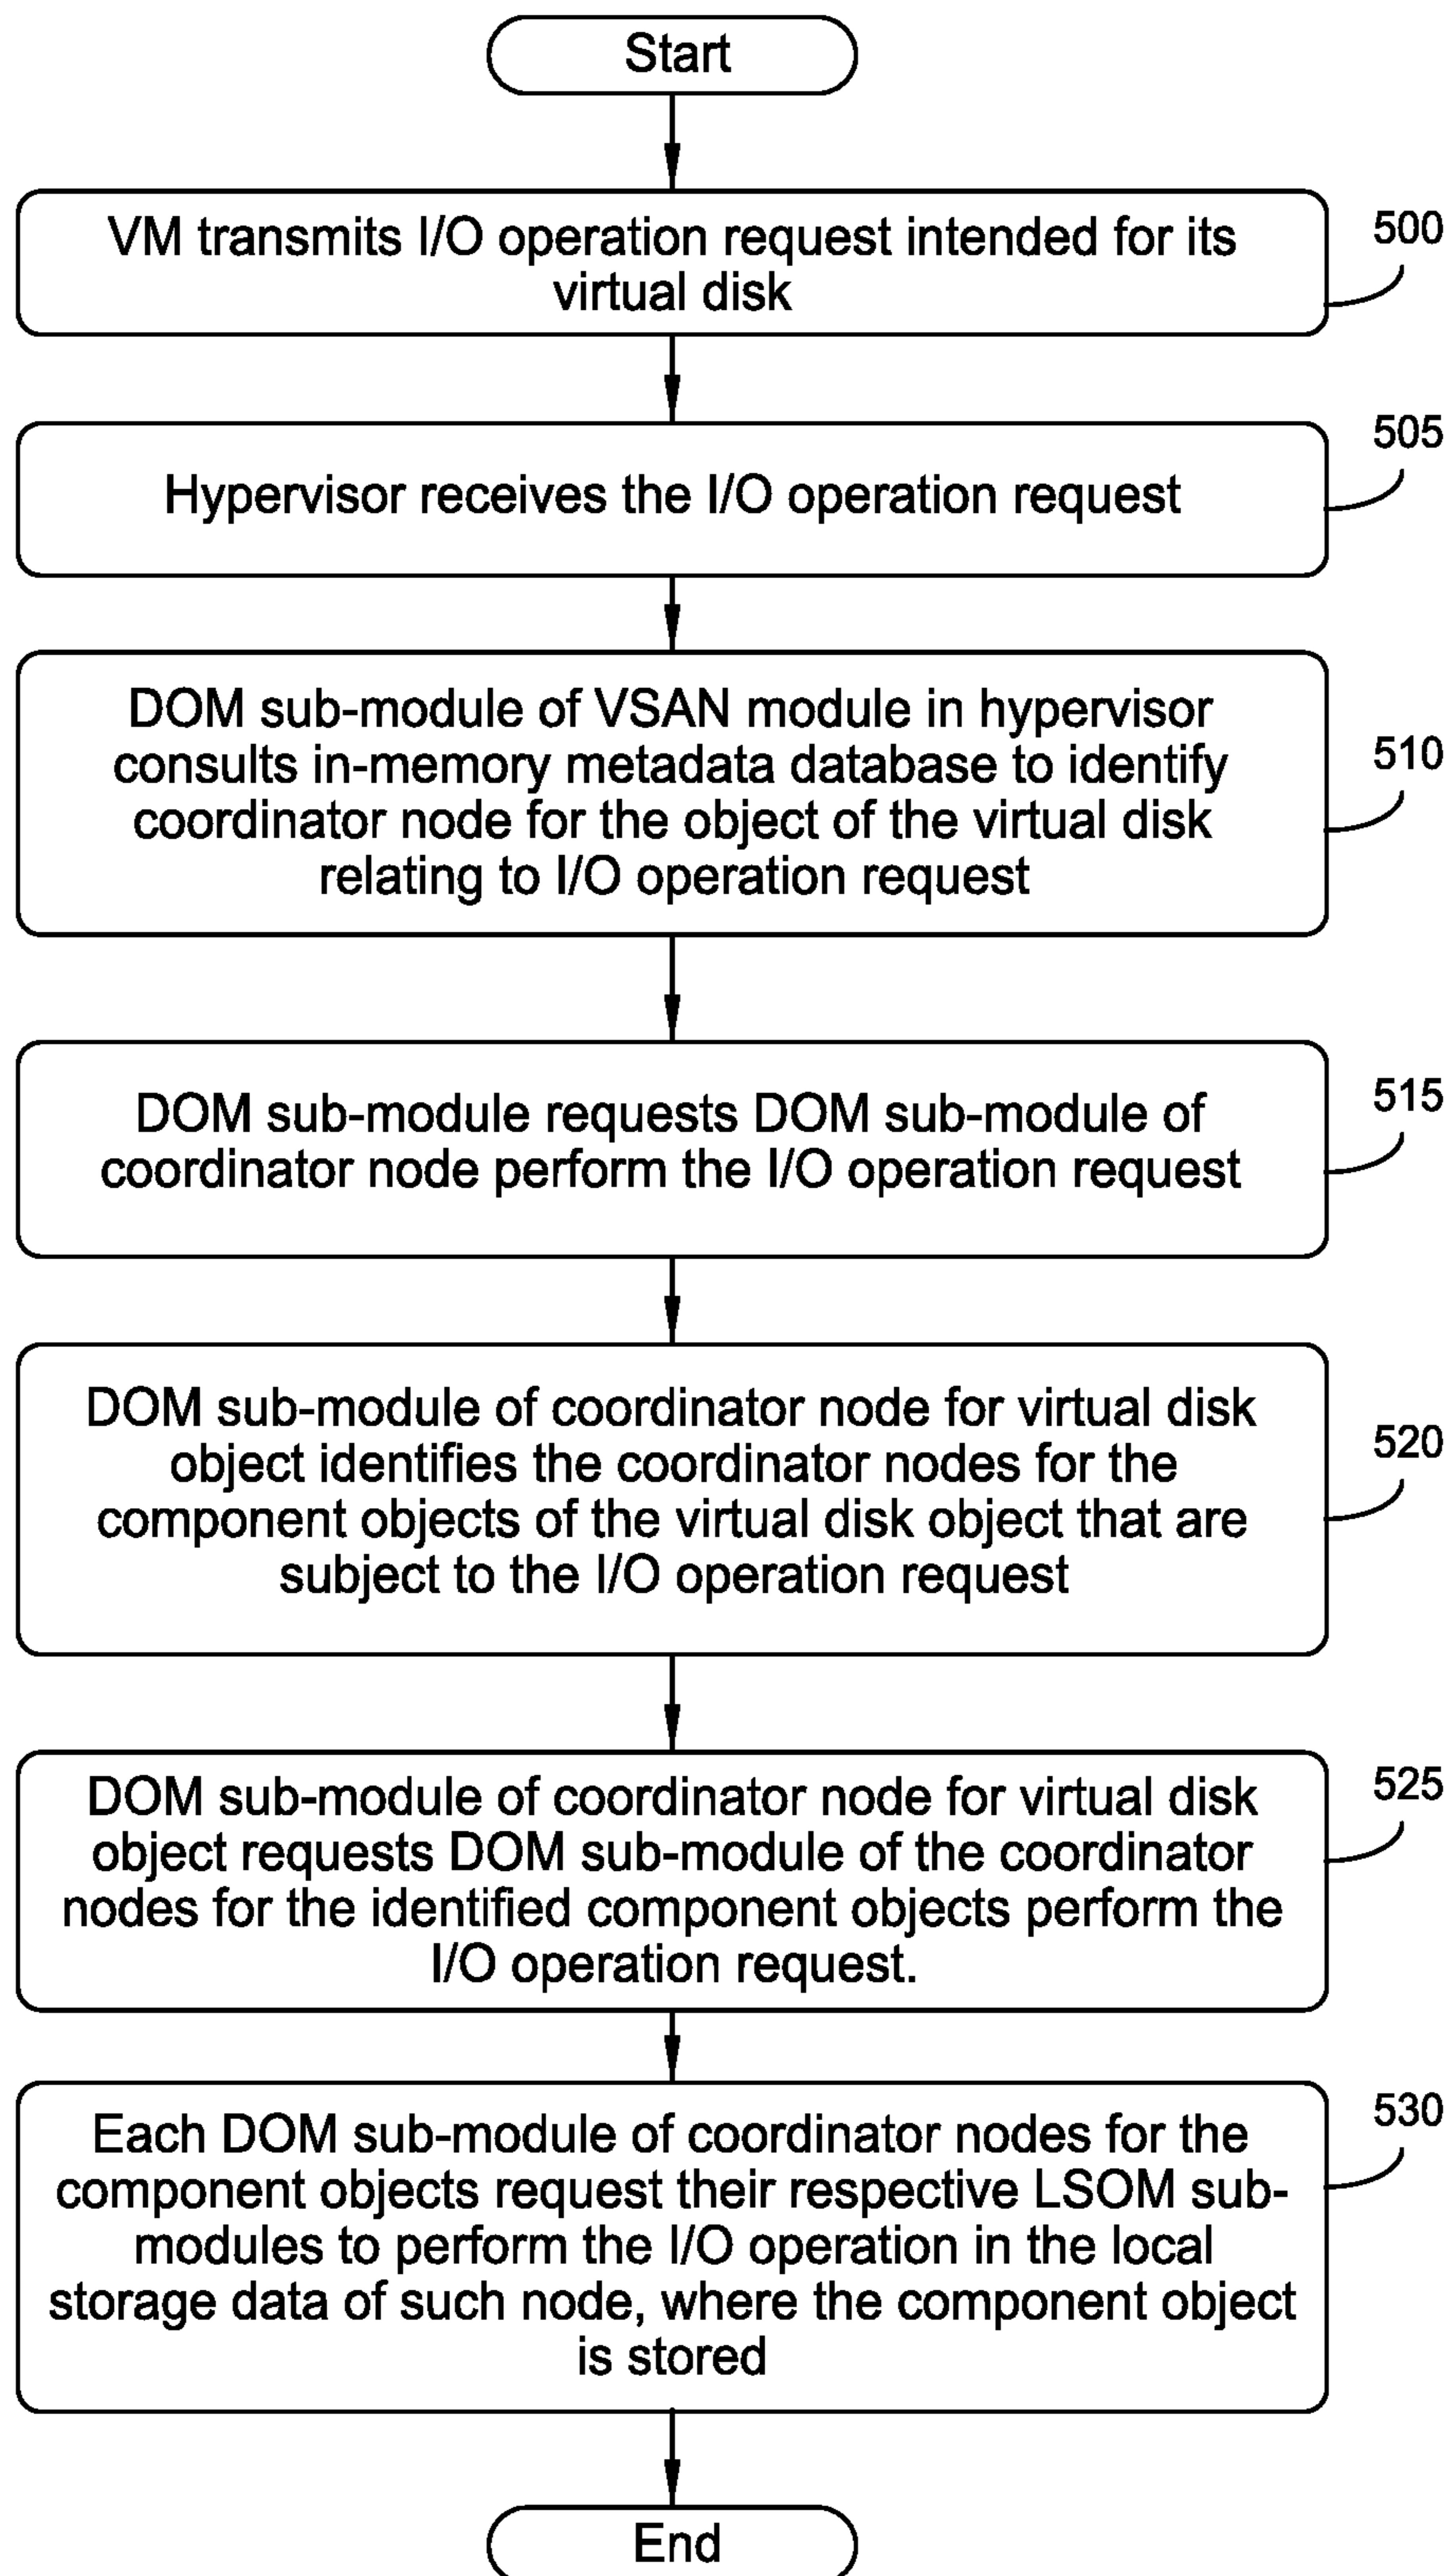 Start
VM transmits I/O operation request intended for its
virtual disk
500
Hypervisor receives the I/O operation request
505
DOM sub-module of VSAN module in hypervisor
consults in-memory metadata database to identify
coordinator node for the object of the virtual disk
relating to I/O operation request
510
DOM sub-module requests DOM sub-module of
coordinator node perform the I/O operation request
515
DOM sub-module of coordinator node for virtual disk
object identifies the coordinator nodes for the
component objects of the virtual disk object that are
subject to the I/O operation request
520
DOM sub-module of coordinator node for virtual disk
object requests DOM sub-module of the coordinator
nodes for the identified component objects perform the
I/O operation request.
525
Each DOM sub-module of coordinator nodes for the
component objects request their respective LSOM sub-
modules to perform the I/O operation in the local
storage data of such node, where the component object
is stored
530
End